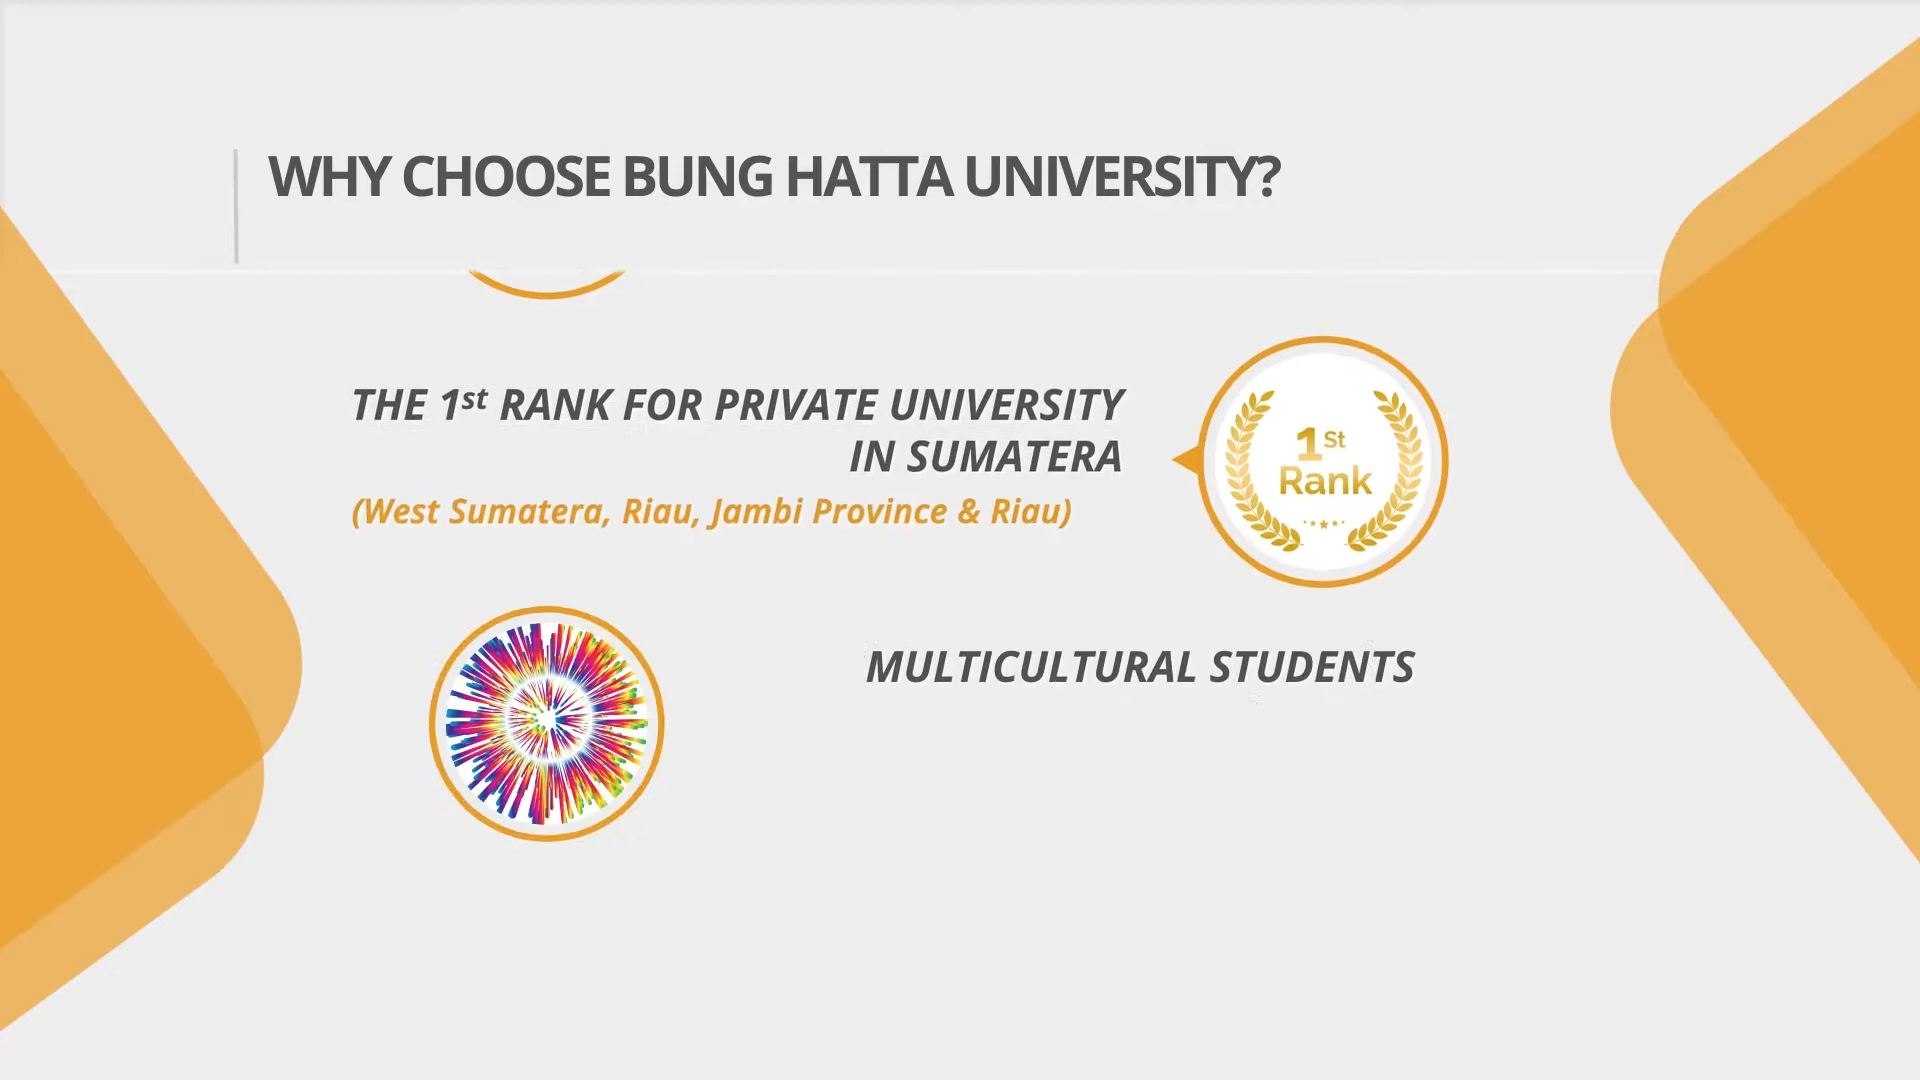 WHY CHOOSE BUNG HATTA UNIVERSITY?
THE 1st RANK FOR PRIVATE UNIVERSITY
IN SUMATERA
(West Sumatera, Riau, Jambi Province & Riau)
1St
Rank
MULTICULTURAL STUDENTS